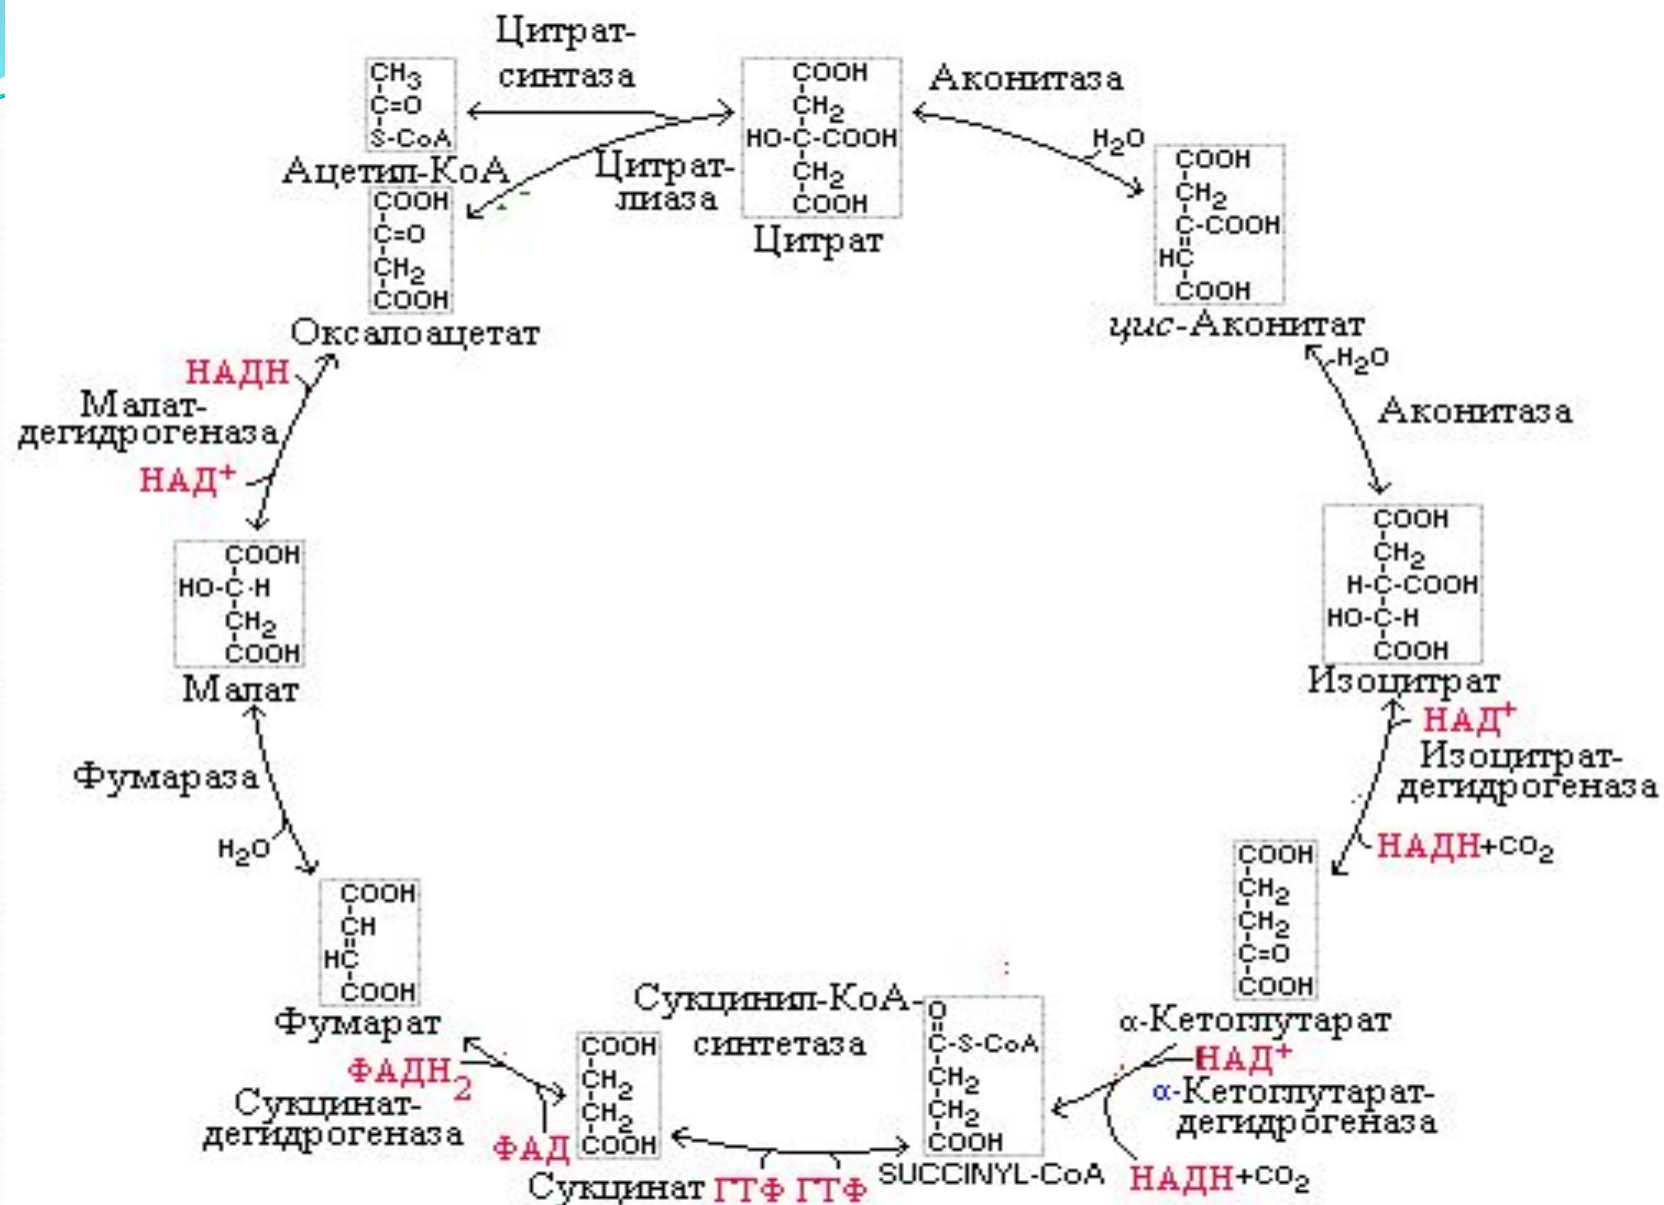 Цитрат-
синтаза
CH3
C=O
S-CoA
Ацетил-КоА
Цитрат-
лиаза
COOH
C=O
CH2
COOH
Оксалоацетат
COOH
CH2
HO-C-COOH
CH2
COOH
Цитрат
Аконитаза
H2O
COOH
CH2
C-COOH
HC
COOH
цис-Аконитат
H2O
Аконитаза
COOH
CH2
H-C-COOH
HO-C-H
COOH
Изоцитрат
НАД+
Изоцитрат-
дегидрогеназа
НАДН+CO2
COOH
CH2
CH2
C=O
COOH
α-Кетоглутарат
НАД+
α-Кетоглутарат-
дегидрогеназа
НАДН+CO2
O
C-S-CoA
CH2
CH2
COOH
SUCCINYL-CoA
Сукцинил-КоА-
синтетаза
ГТФ ГТФ
COOH
CH2
CH2
COOH
Сукцинат
ФАД
ФАДН2
Сукцинат-
дегидрогеназа
COOH
CH
HC
COOH
Фумарат
H2O
Фумараза
COOH
HO-C-H
CH2
COOH
Малат
НАД+
Малат-
дегидрогеназа
НАДН